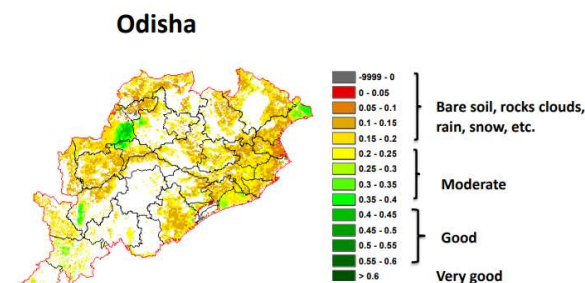 Odisha
-9999 - 0
0 - 0.05
0.05 - 0.1
0.1 - 0.15
0.15 - 0.2
0.2 - 0.25
0.25 - 0.3
0.3 - 0.35
0.35 - 0.4
0.4 - 0.45
0.45 - 0.5
0.5 - 0.55
0.55 - 0.6
> 0.6
Bare soil, rocks clouds,
rain, snow, etc.
Moderate
Good
Very good